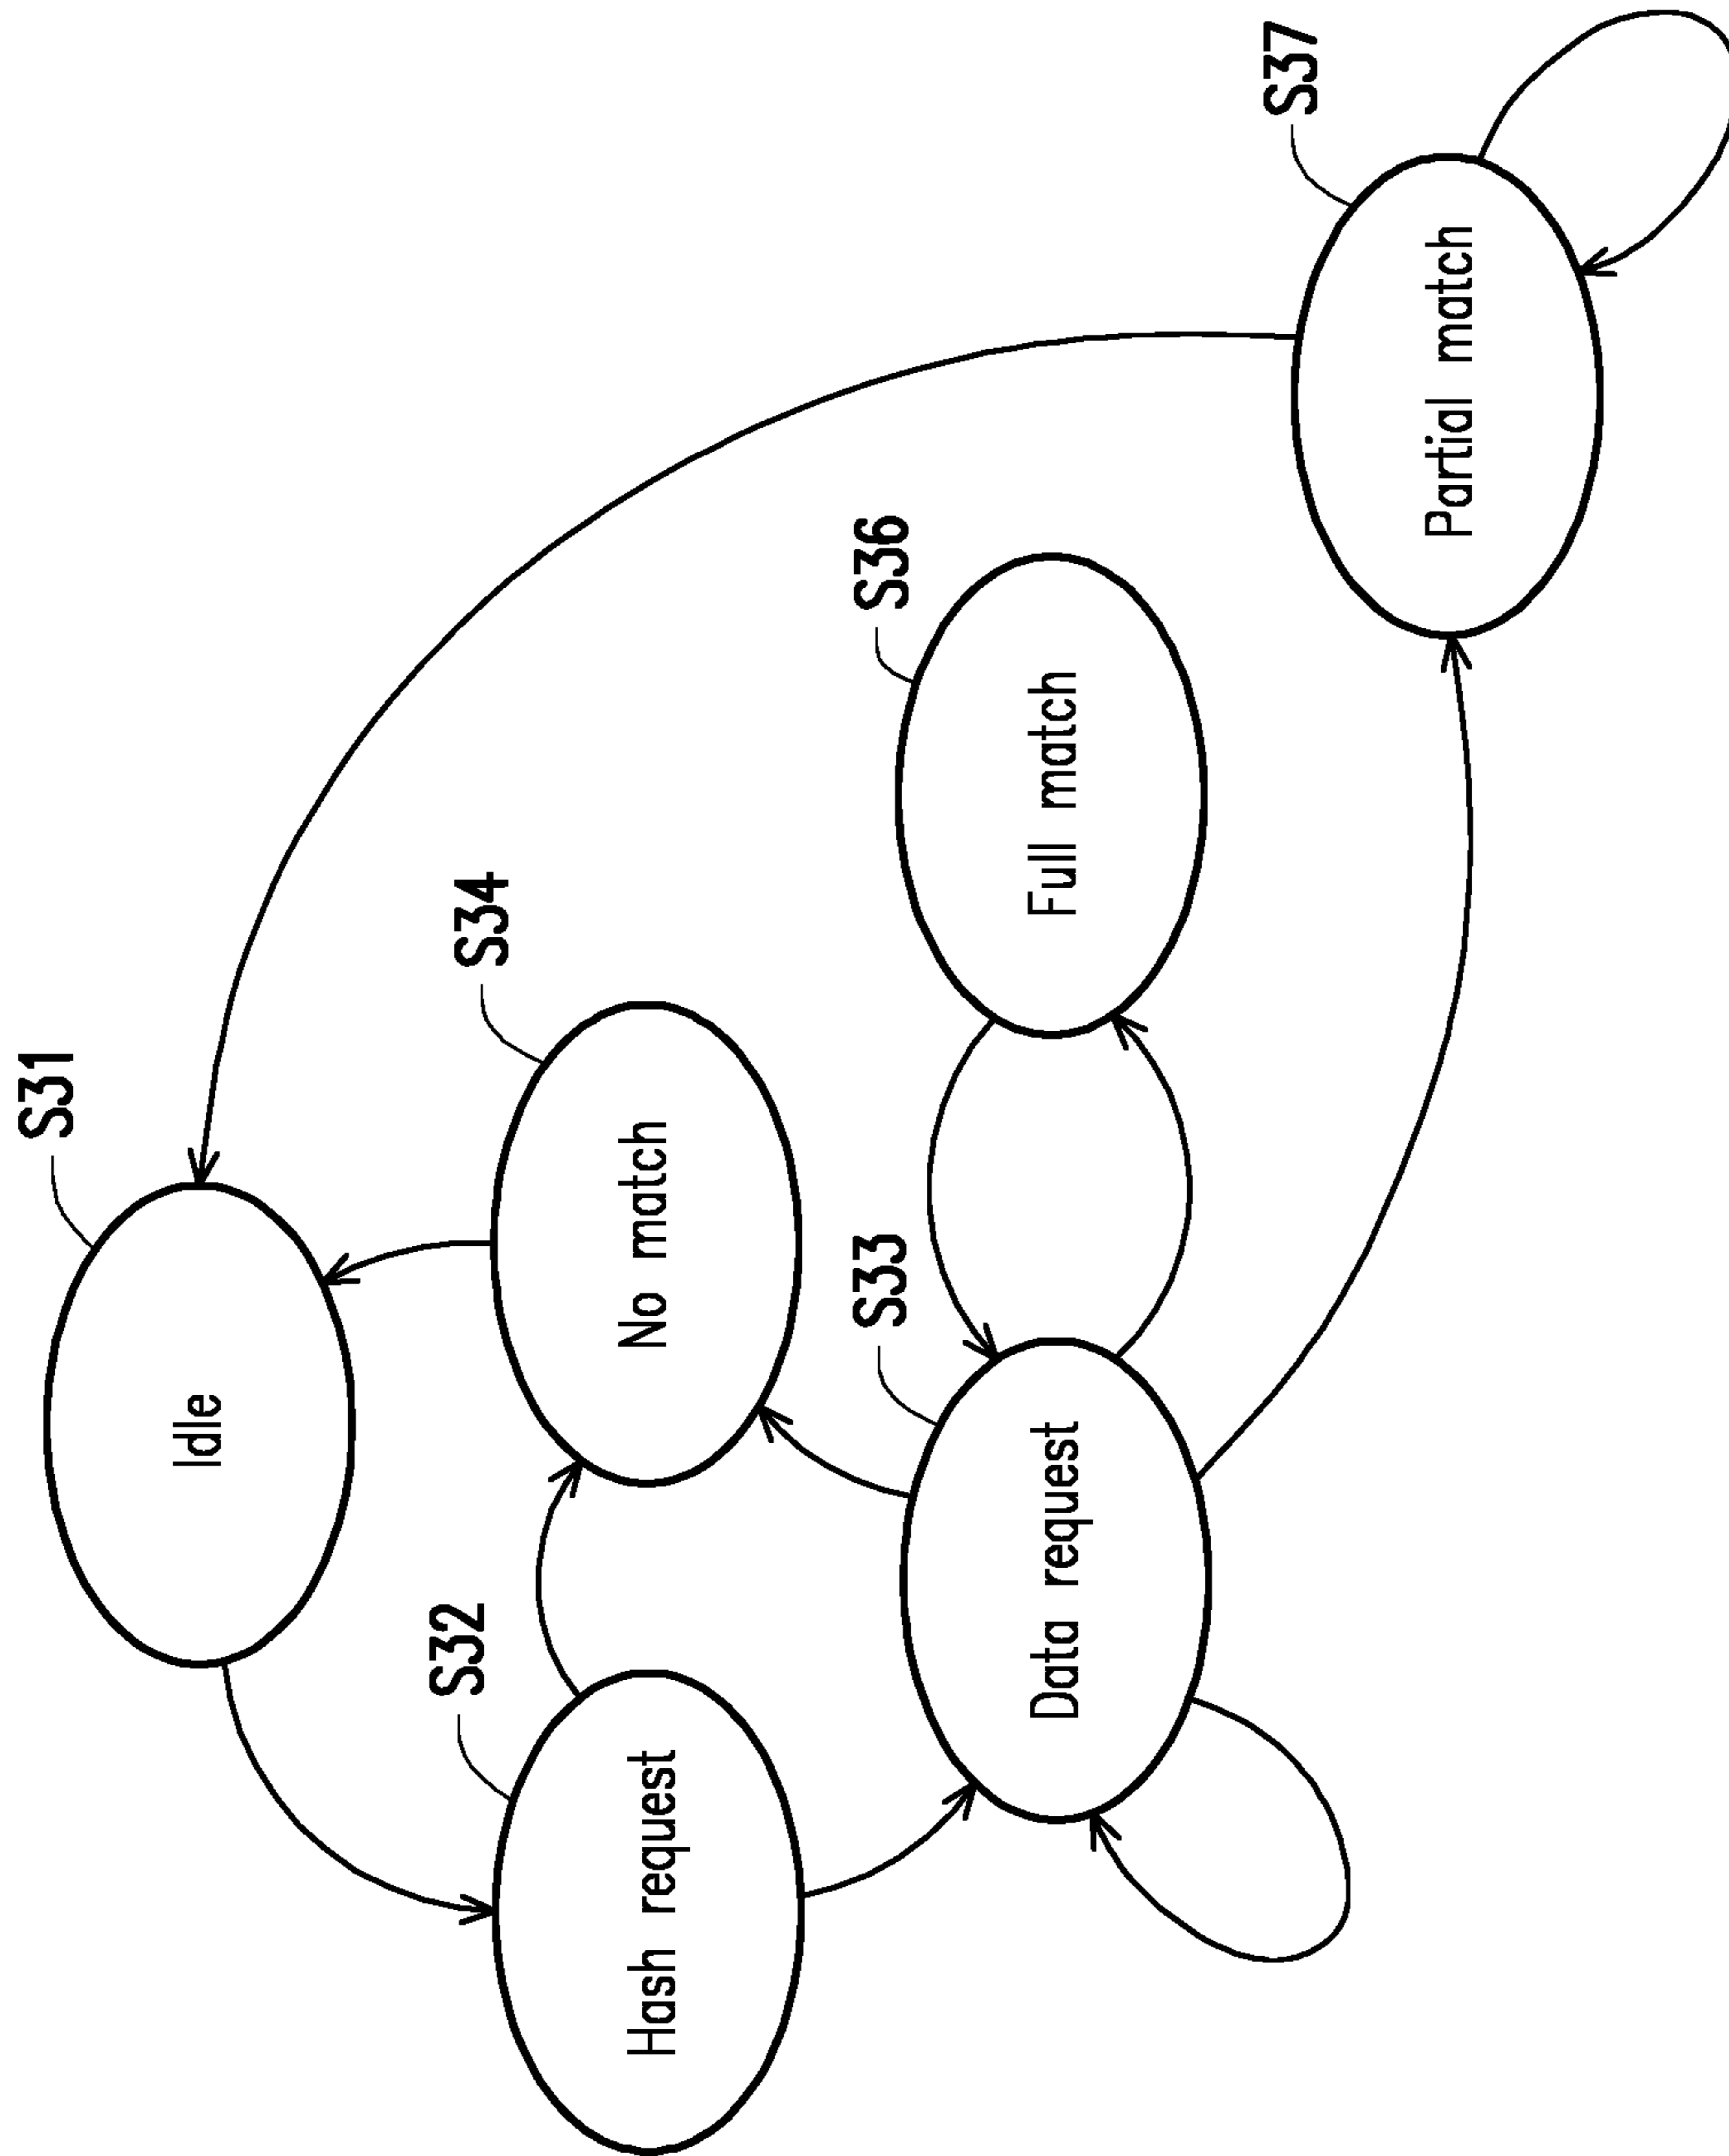 S31
Idle
S32
Hash request
S34
No match
S33
Data request
S36
Full match
S37
Partial match